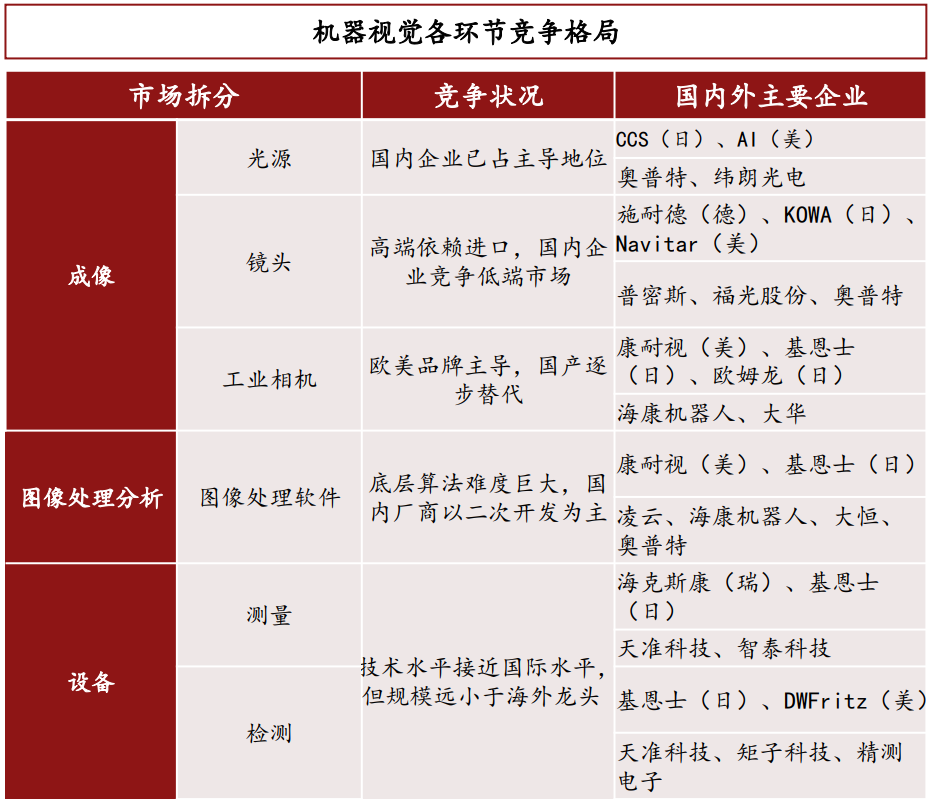 机器视觉各环节竞争格局
市场拆分
竞争状况
国内外主要企业
成像
光源
国内企业已占主导地位
CCS（日）、AI（美）
奥普特、纬朗光电
镜头
高端依赖进口，国内企
业竞争低端市场
施耐德（德）、KOWA（日）、
Navitar（美）
普密斯、福光股份、奥普特
工业相机
欧美品牌主导，国产逐
步替代
康耐视（美）、基恩士
（日）、欧姆龙（日）
海康机器人、大华
图像处理分析
图像处理软件
底层算法难度巨大，国
内厂商以二次开发为主
康耐视（美）、基恩士（日）
凌云、海康机器人、大恒、
奥普特
设备
测量
技术水平接近国际水平，
但规模远小于海外龙头
海克斯康（瑞）、基恩士
（日）
天准科技、智泰科技
检测
基恩士（日）、DWFritz（美）
天准科技、矩子科技、精测
电子